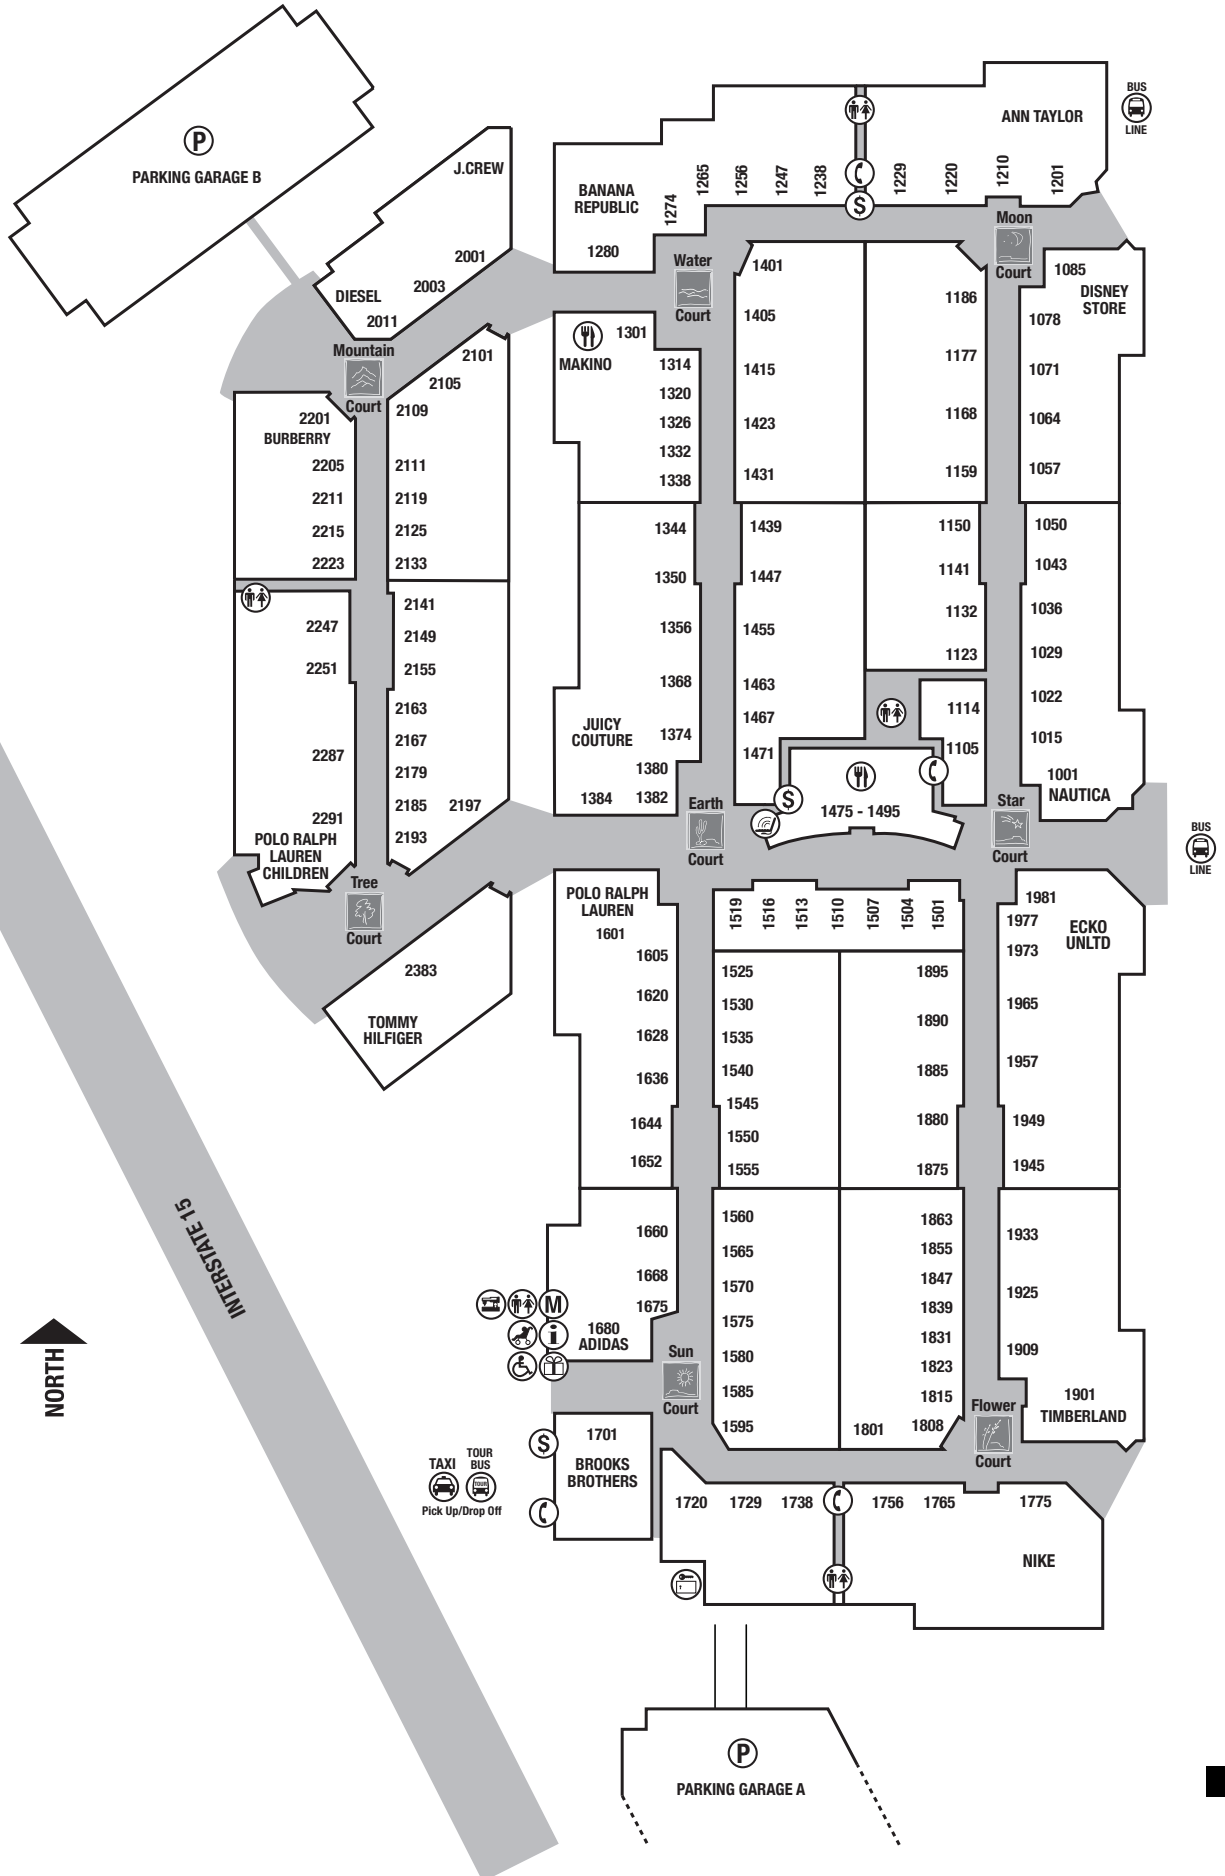 P
PARKING GARAGE B
J.CREW
2001
2003
DIESEL
2011
Mountain
Court
2101
2105
2109
2111
2119
2125
2133
2201
BURBERRY
2205
2211
2215
2223
2247
2251
2287
2291
POLO RALPH
LAUREN
CHILDREN
2141
2149
2155
2163
2167
2179
2185
2197
2193
Tree
Court
2383
TOMMY
HILFIGER
BANANA
REPUBLIC
1280
1274
1265
1256
1247
1238
$
1229
1220
1210
1201
ANN TAYLOR
BUS
LINE
Water
Court
Moon
Court
1301
MAKINO
1314
1320
1326
1332
1338
1344
1350
1356
1368
1374
JUICY
COUTURE
1380
1384
1382
1401
1405
1415
1423
1431
1439
1447
1455
1463
1467
1471
1186
1177
1168
1159
1150
1141
1132
1123
1114
1105
1085
DISNEY
STORE
1078
1071
1064
1057
1050
1043
1036
1029
1022
1015
1001
NAUTICA
$
1475 - 1495
Earth
Court
Star
Court
BUS
LINE
POLO RALPH
LAUREN
1601
1605
1620
1628
1636
1644
1652
1660
1668
1675
1680
ADIDAS
M
i
1519
1516
1513
1510
1507
1504
1501
1525
1530
1535
1540
1545
1550
1555
1560
1565
1570
1575
1580
1585
1595
1895
1890
1885
1880
1875
1863
1855
1847
1839
1831
1823
1815
1808
1801
1981
1977
ECKO
UNLTD
1973
1965
1957
1949
1945
1933
1925
1909
1901
TIMBERLAND
Sun
Court
Flower
Court
$
1701
BROOKS
BROTHERS
TAXI
TOUR
BUS
TOUR
Pick Up/Drop Off
1720
1729
1738
1756
1765
1775
NIKE
INTERSTATE 15
NORTH
P
PARKING GARAGE A